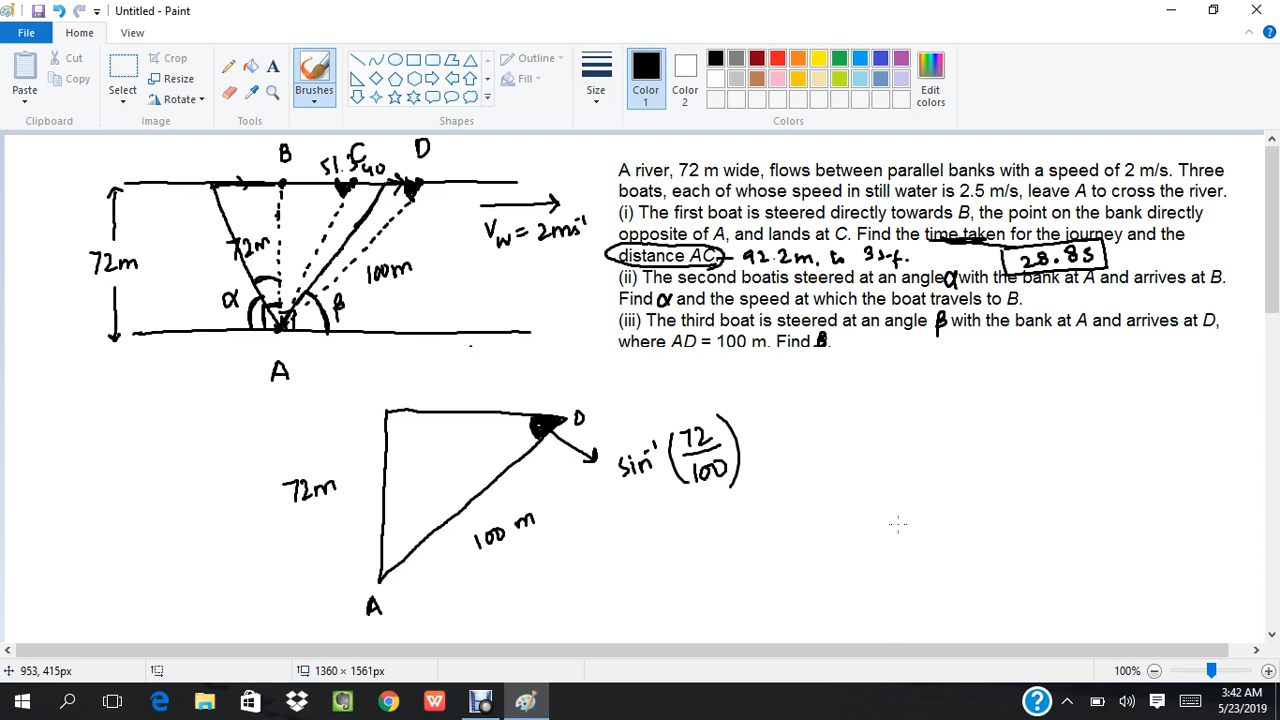 Untitled - Paint
File
Home
View
Paste
Cut
Copy
Clipboard
Select
Crop
Resize
Rotate
Image
A
Tools
Brushes
Outline
Fill
Shapes
Size
Color 1
Color 2
Edit colors
Colors
B
C
D
51.3
40
72m
72m
α
β
100m
Vw = 2ms⁻¹
A
A river, 72 m wide, flows between parallel banks with a speed of 2 m/s. Three
boats, each of whose speed in still water is 2.5 m/s, leave A to cross the river.
(i) The first boat is steered directly towards B, the point on the bank directly
opposite of A, and lands at C. Find the time taken for the journey and the
distance AC. 92.2m, to 3s.f. 28.8s
(ii) The second boatis steered at an angle α with the bank at A and arrives at B.
Find α and the speed at which the boat travels to B.
(iii) The third boat is steered at an angle β with the bank at A and arrives at D,
where AD = 100 m. Find β.
D
72m
100 m
A
sin⁻¹ (72/100)
953, 415px
1360 × 1561px
100%
3:42 AM
5/23/2019